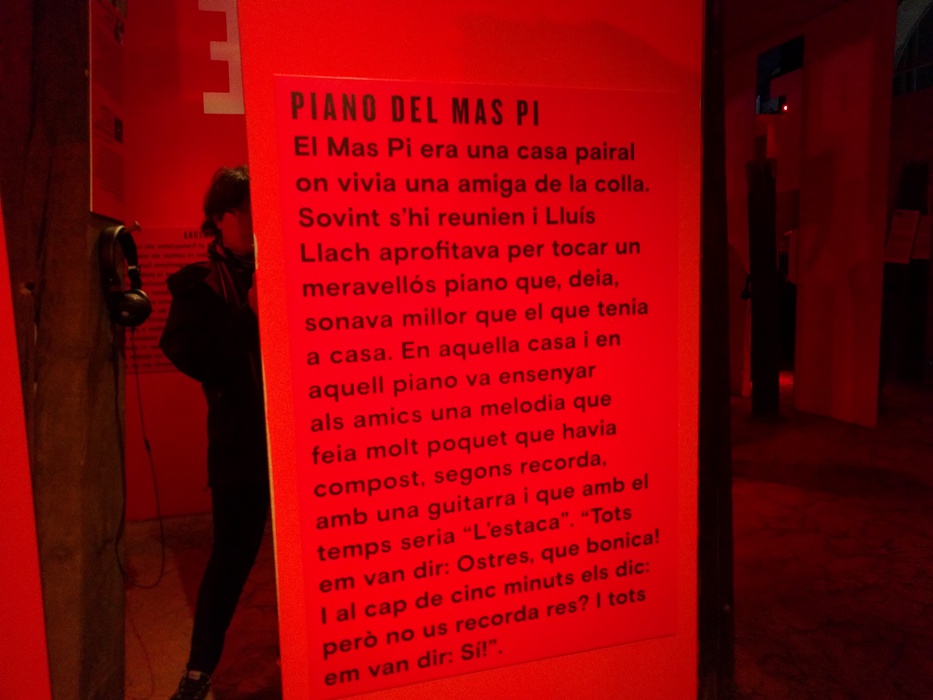 PIANO DEL MAS PI
El Mas Pi era una casa pairal
on vivia una amiga de la colla.
Sovint s'hi reunien i Lluís
Llach aprofitava per tocar un
meravellós piano que, deia,
sonava millor que el que tenia
a casa. En aquella casa i en
aquell piano va ensenyar
als amics una melodia que
feia molt poquet que havia
compost, segons recorda,
amb una guitarra i que amb el
temps seria “L'estaca”. “Tots
em van dir: Ostres, que bonica!
I al cap de cinc minuts els dic:
però no us recorda res? I tots
em van dir: Sí!”.